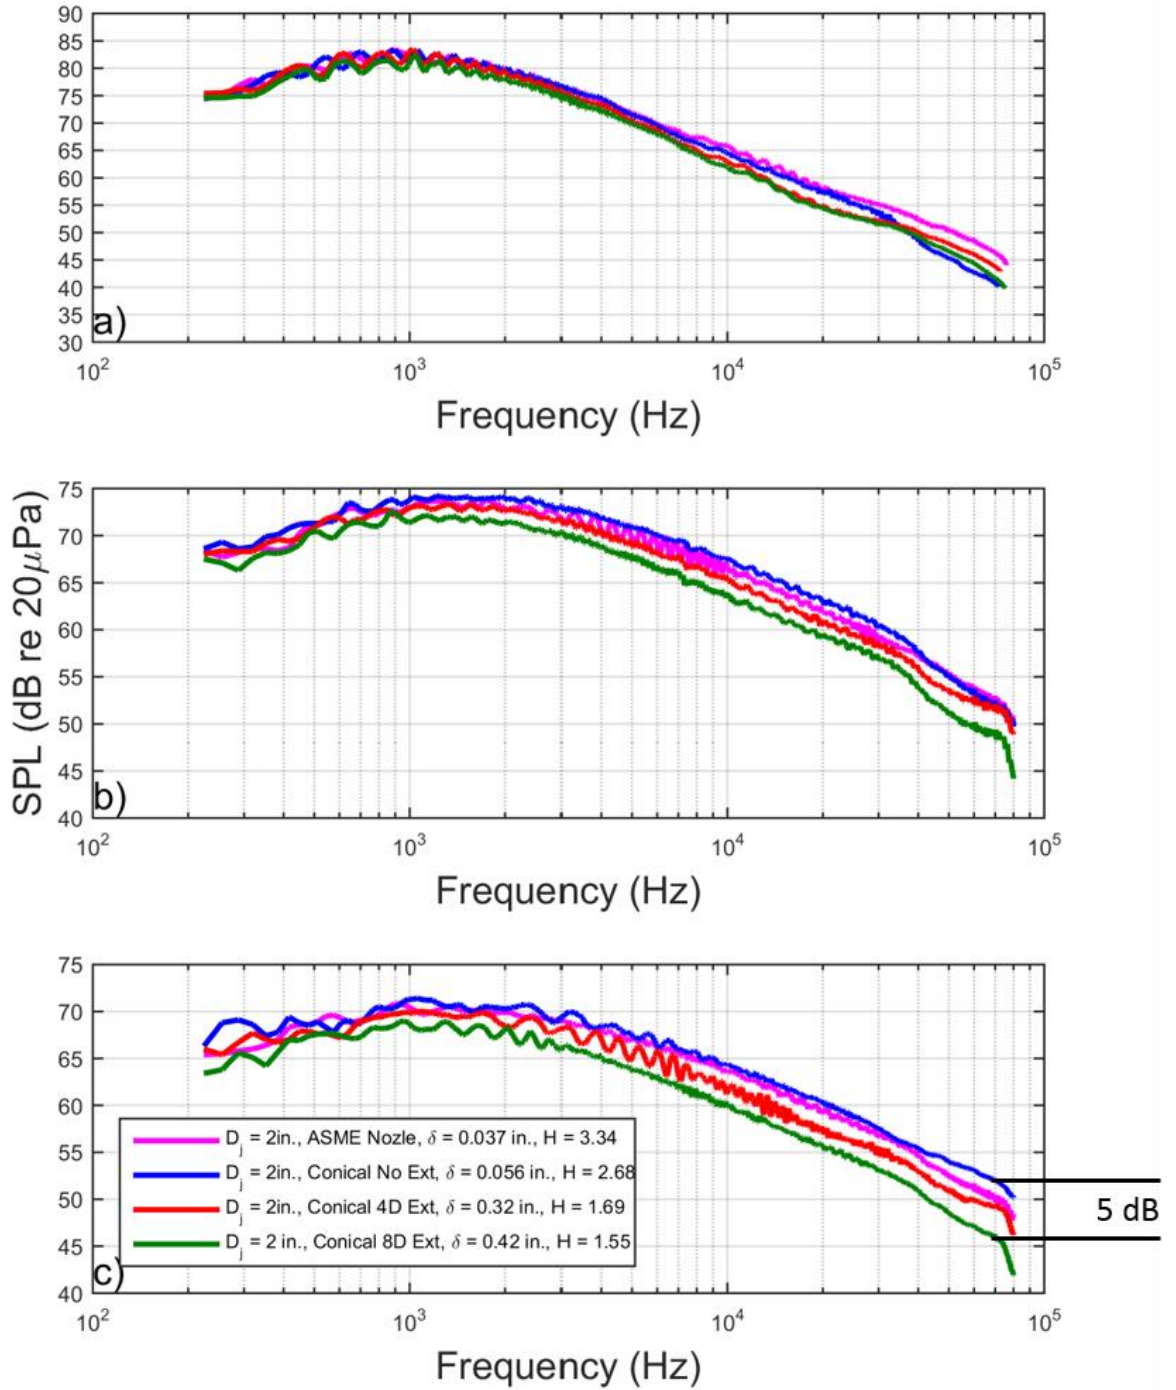 90
85
80
75
70
65
60
55
50
45
40
35
30
a)
10² 10³ 10⁴ 10⁵
Frequency (Hz)
SPL (dB re 20μPa)
75
70
65
60
55
50
45
40
b)
10² 10³ 10⁴ 10⁵
Frequency (Hz)
75
70
65
60
55
50
45
40
D_j = 2in., ASME Nozle, δ = 0.037 in., H = 3.34
D_j = 2in., Conical No Ext, δ = 0.056 in., H = 2.68
D_j = 2in., Conical 4D Ext, δ = 0.32 in., H = 1.69
D_j = 2 in., Conical 8D Ext, δ = 0.42 in., H = 1.55
5 dB
c)
10² 10³ 10⁴ 10⁵
Frequency (Hz)